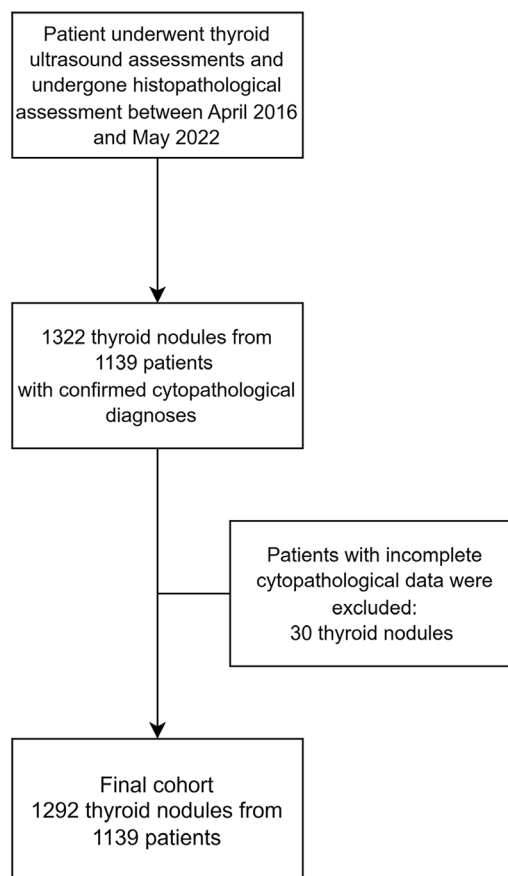 Patient underwent thyroid
ultrasound assessments and
undergone histopathological
assessment between April 2016
and May 2022
1322 thyroid nodules from
1139 patients
with confirmed cytopathological
diagnoses
Patients with incomplete
cytopathological data were
excluded:
30 thyroid nodules
Final cohort
1292 thyroid nodules from
1139 patients